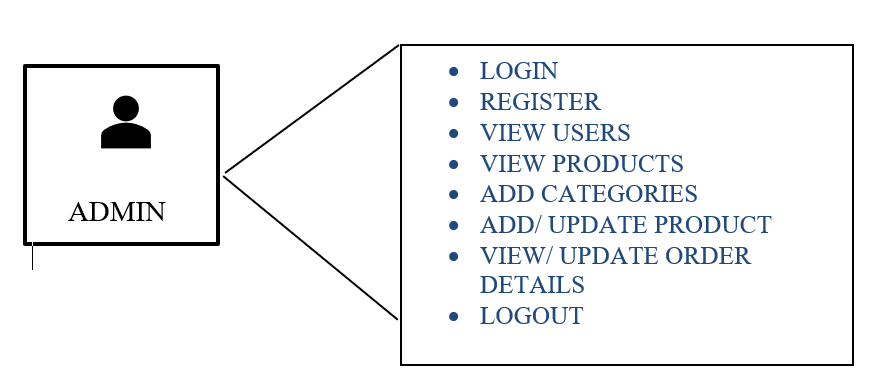 ADMIN
LOGIN
REGISTER
VIEW USERS
VIEW PRODUCTS
ADD CATEGORIES
ADD/ UPDATE PRODUCT
VIEW/ UPDATE ORDER
DETAILS
LOGOUT